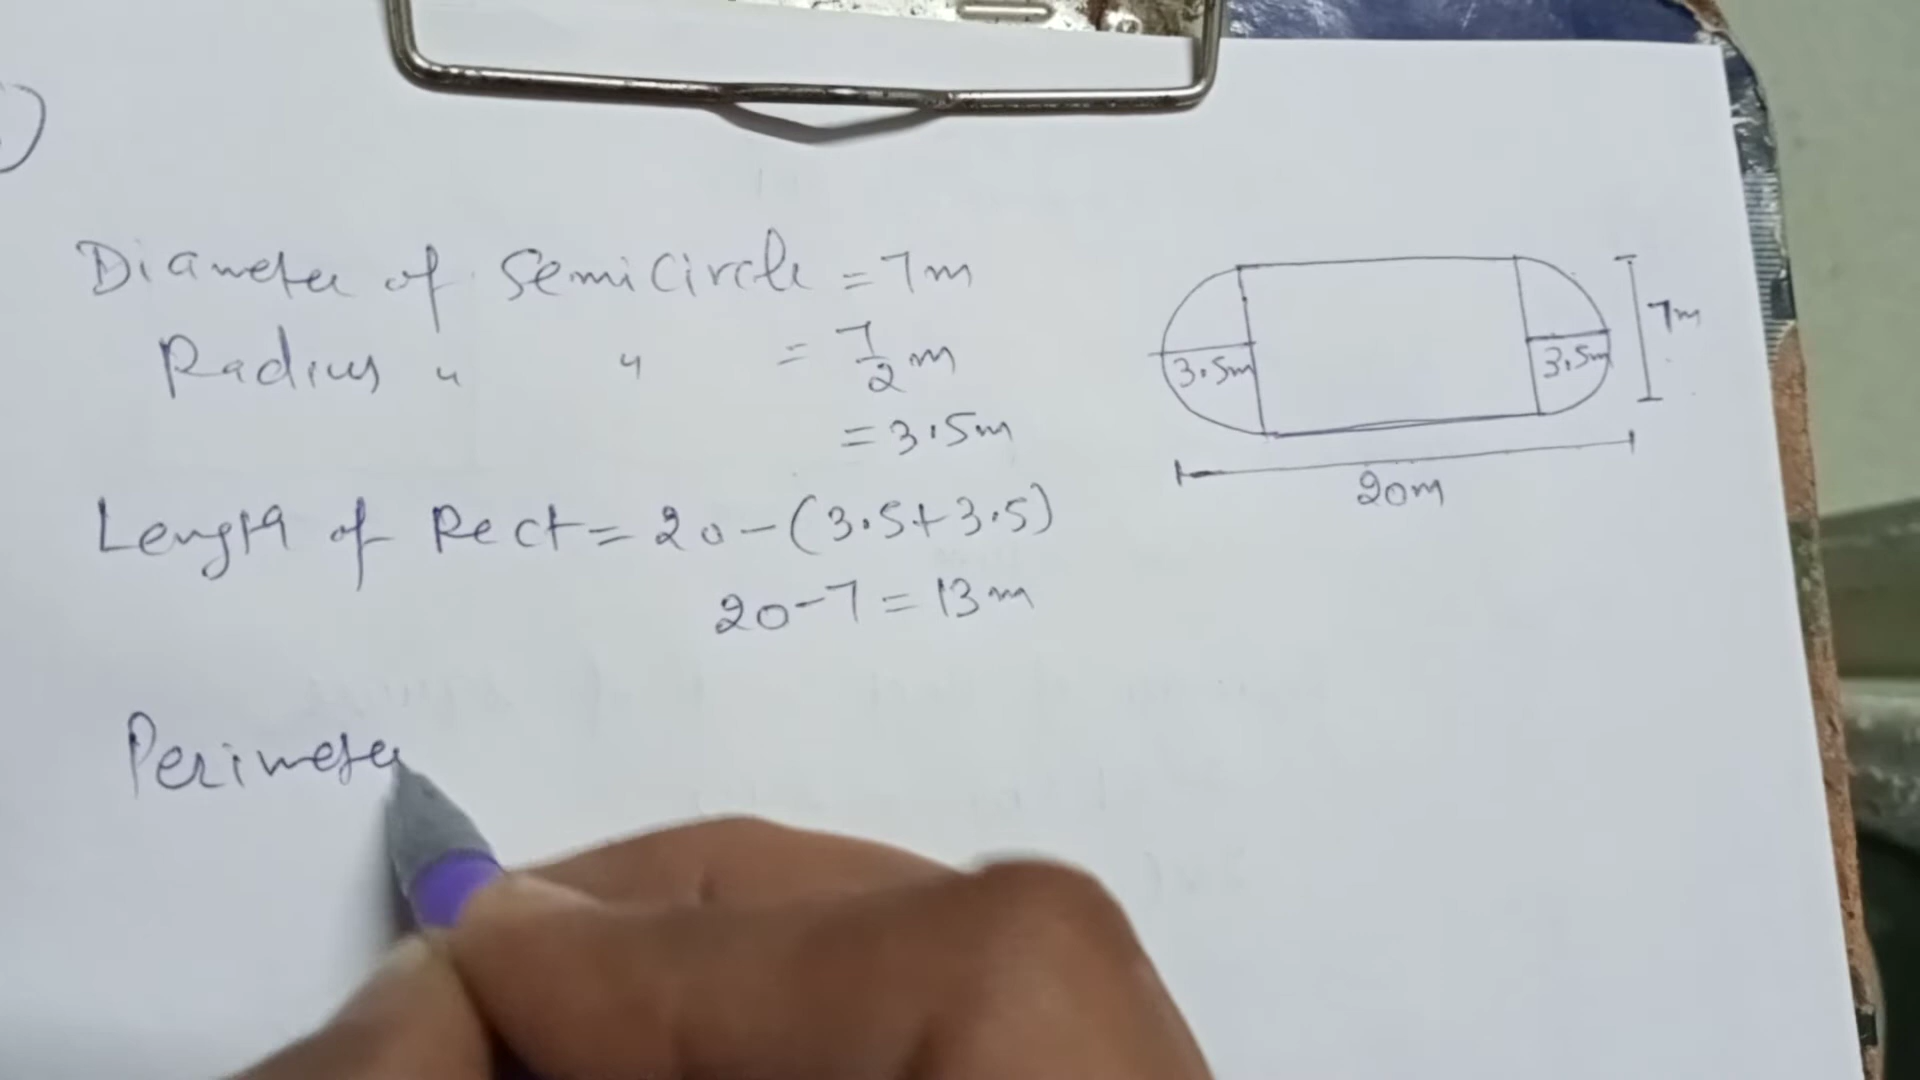 Diameter of Semicircle = 7m
Radius " " = 7/2 m
= 3.5m
Length of Rect = 20-(3.5+3.5)
20-7 = 13m
Perimeter
3.5m
3.5m
7m
20m